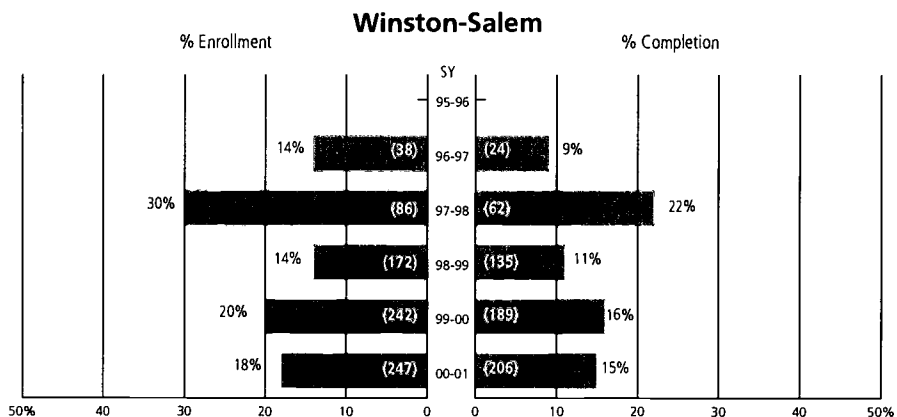 Winston-Salem
% Enrollment % Completion
SY
95-96
14% (38) 96-97 (24) 9%
30% (86) 97-98 (62) 22%
14% (172) 98-99 (135) 11%
20% (242) 99-00 (189) 16%
18% (247) 00-01 (206) 15%
50% 40 30 20 10 0 0 10 20 30 40 50%